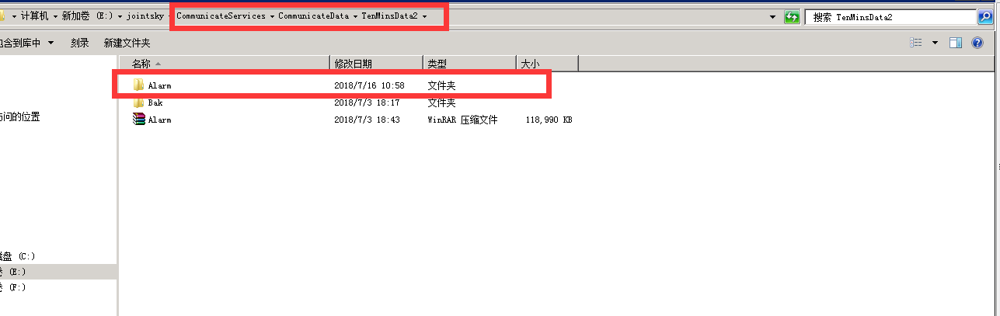 计算机 新加卷 (E:) jointsky CommunicateServices CommunicateData TenMinsData2 搜索 TenMinsData2
包含到库中 刻录 新建文件夹
名称 修改日期 类型 大小
Alarm 2018/7/16 10:58 文件夹
Bak 2018/7/3 18:17 文件夹
Alarm 2018/7/3 18:43 WinRAR 压缩文件 118,990 KB
访问的位置
磁盘 (C:)
卷 (E:)
卷 (F:)